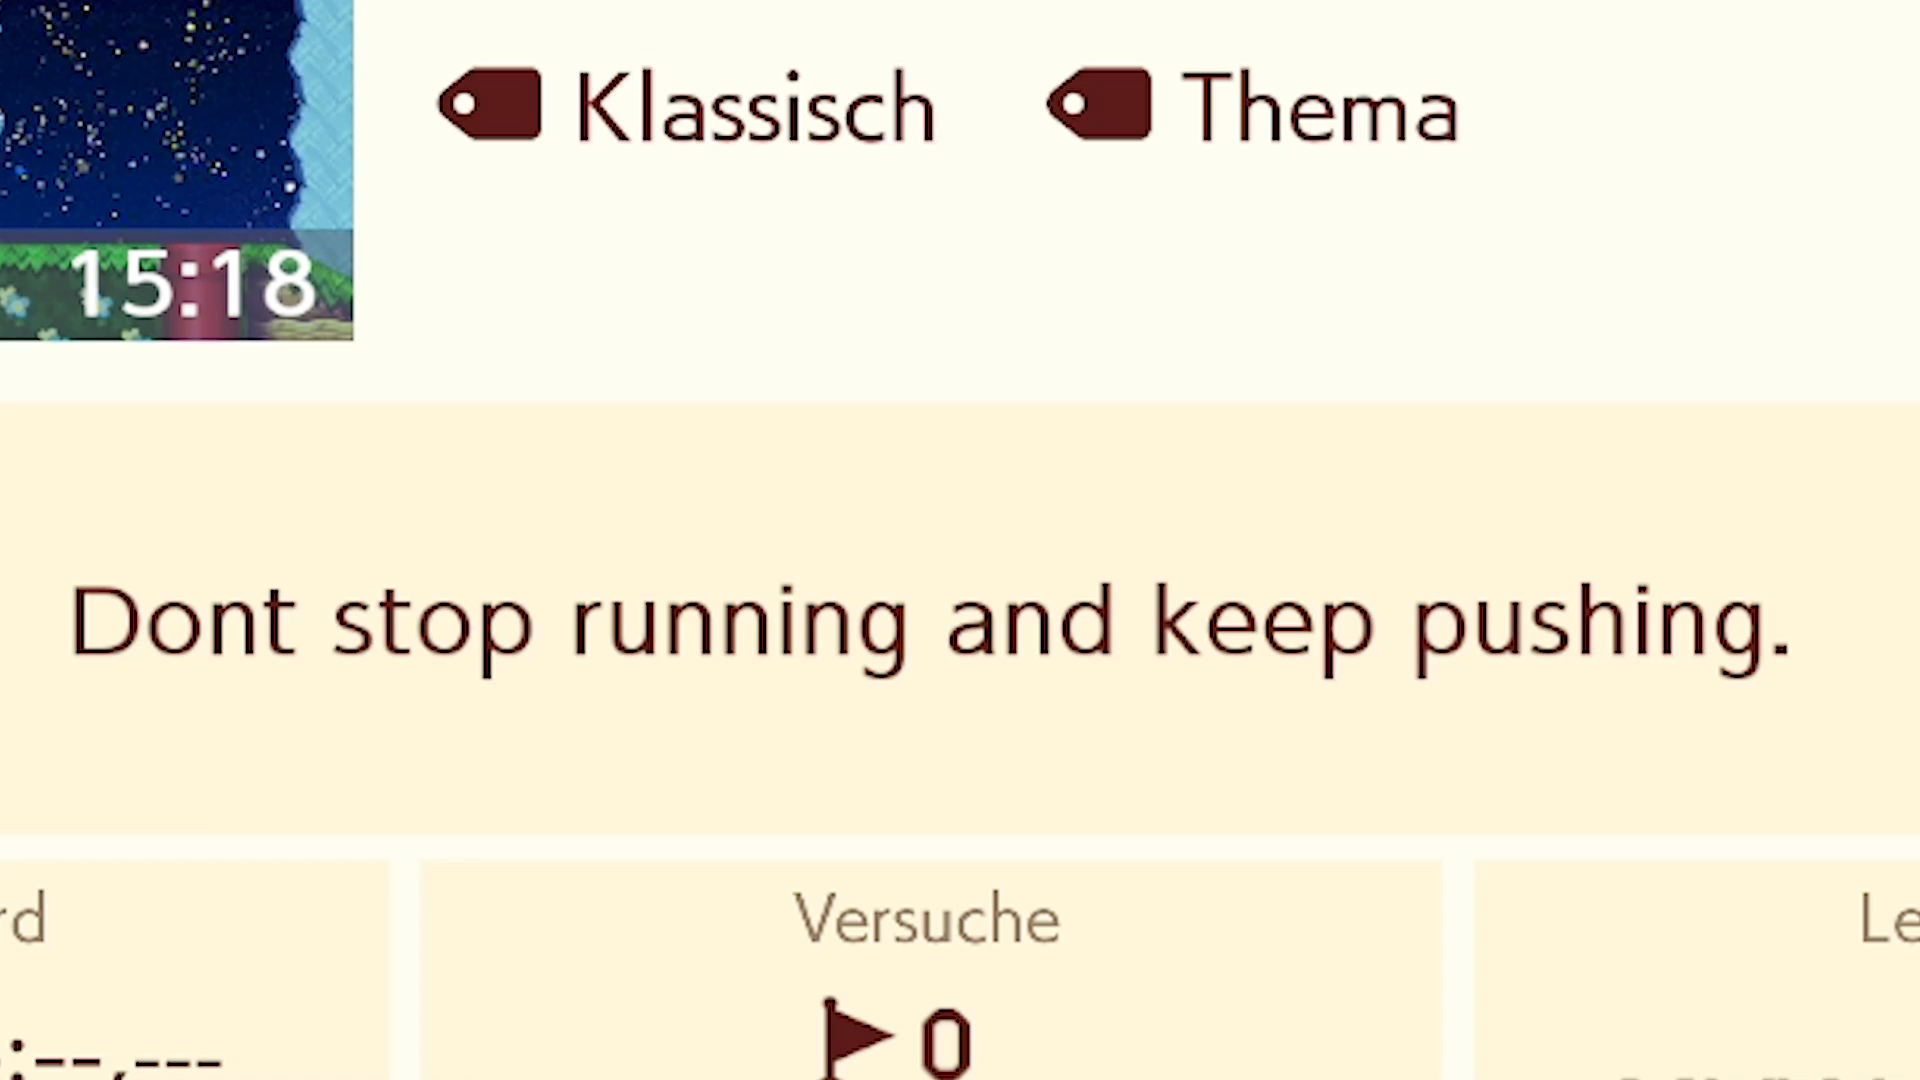 Klassisch Thema
15:18
Dont stop running and keep pushing.
Versuche
0